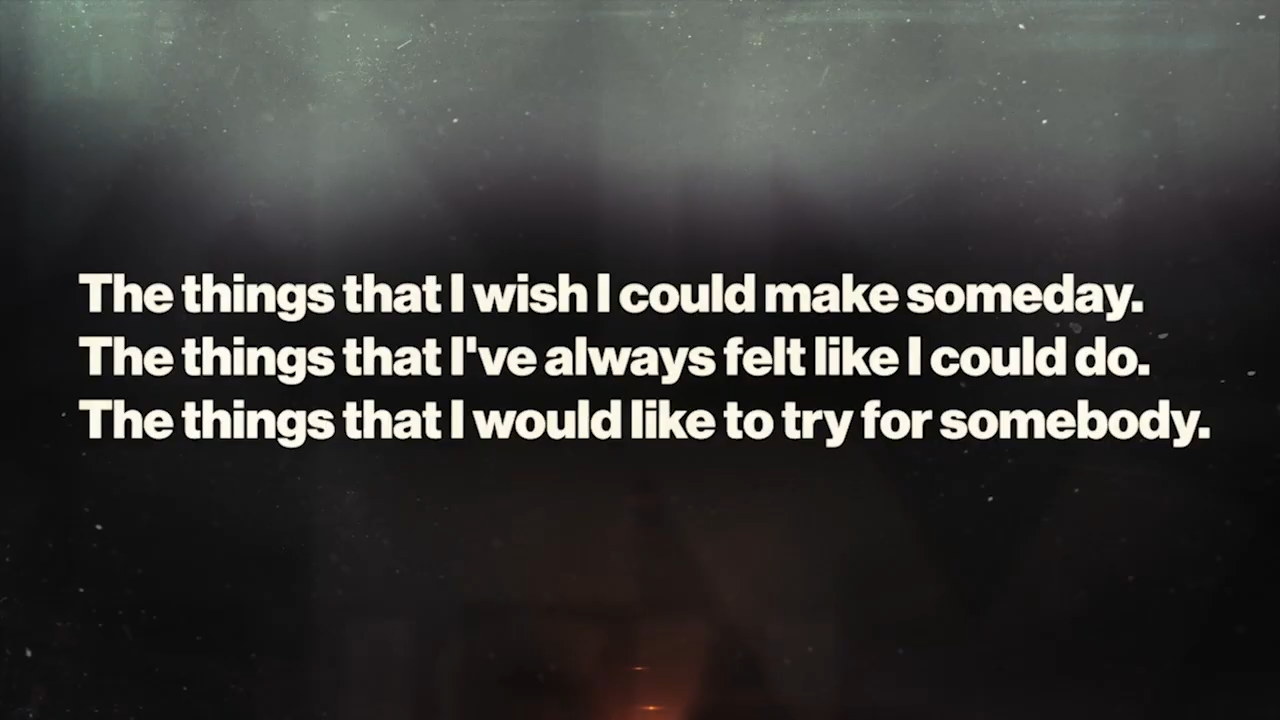 The things that I wish I could make someday.
The things that I've always felt like I could do.
The things that I would like to try for somebody.